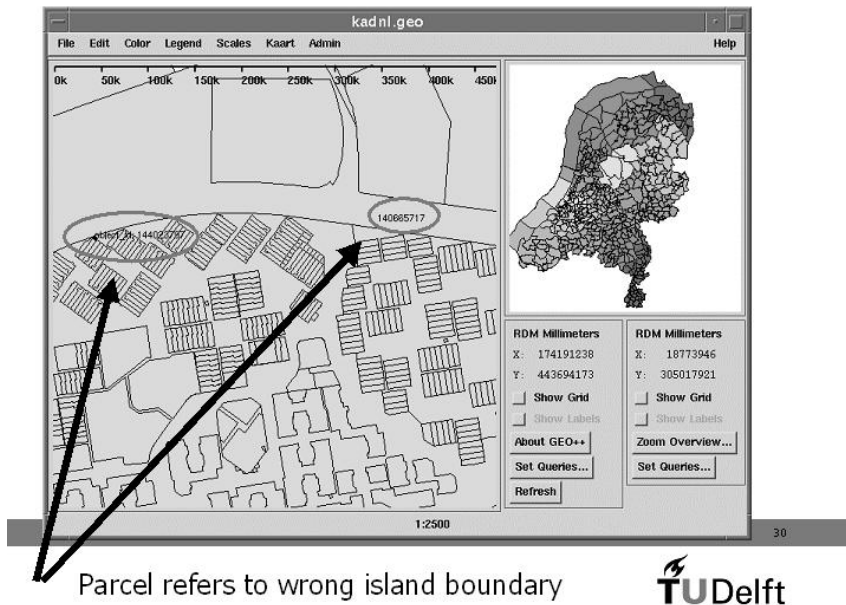 kadnl.geo
File Edit Color Legend Scales Kaart Admin Help
0k 50k 100k 150k 200k 250k 300k 350k 400k 450k
140665717
RDM Millimeters
X: 174191238
Y: 443694173
Show Grid
Show Labels
About GEO++
Set Queries...
Refresh
RDM Millimeters
X: 18773946
Y: 305017921
Show Grid
Show Labels
Zoom Overview...
Set Queries...
1:2500
30
Parcel refers to wrong island boundary
TUDelft